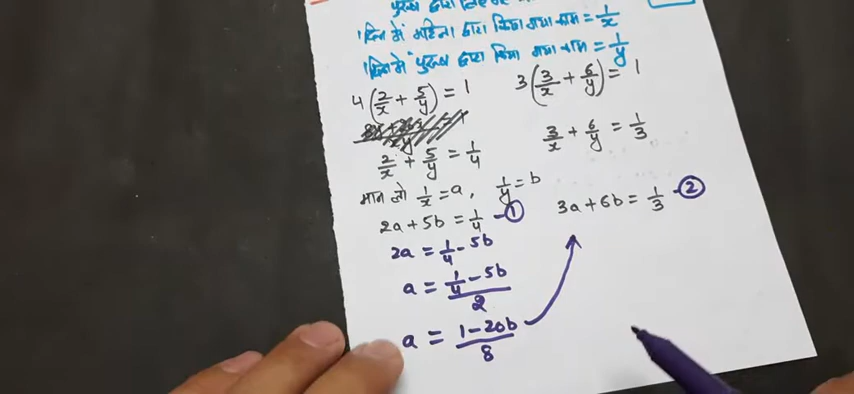 पुरुष द्वारा
1 दिन में महिला द्वारा किया गया काम = 1/x
1 दिन में पुरुष द्वारा किया गया काम = 1/y
4(2/x + 5/y) = 1
3(3/x + 6/y) = 1
2/x + 5/y = 1/4
3/x + 6/y = 1/3
मान लो 1/x = a, 1/y = b
2a + 5b = 1/4 - ①
3a + 6b = 1/3 - ②
2a = 1/4 - 5b
a = (1/4 - 5b)/2
a = (1 - 20b)/8